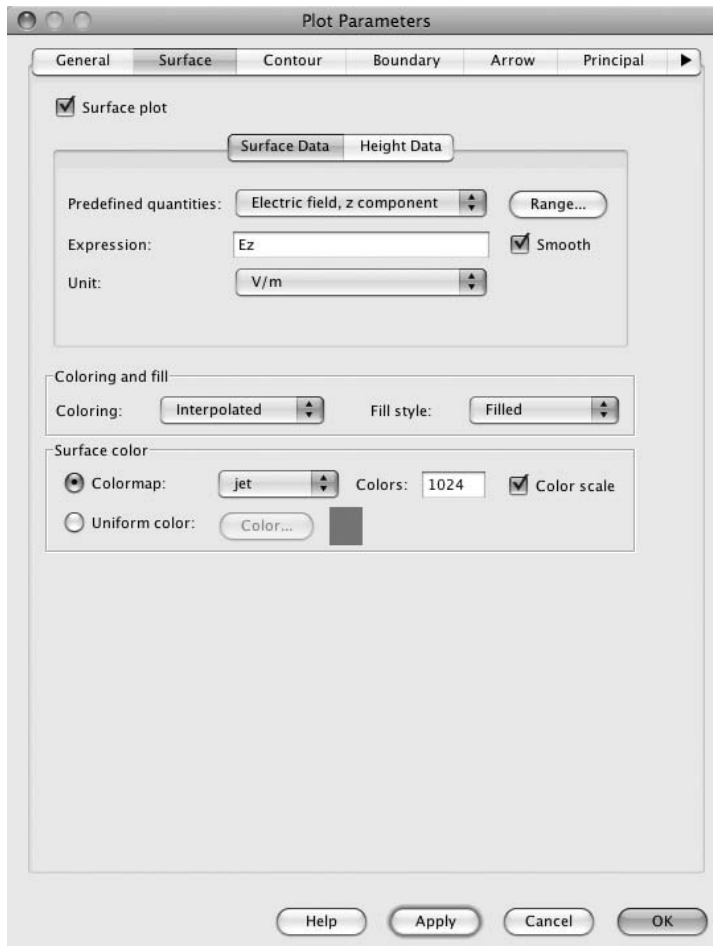 Plot Parameters
General Surface Contour Boundary Arrow Principal
Surface plot
Surface Data Height Data
Predefined quantities: Electric field, z component Range...
Expression: Ez Smooth
Unit: V/m
Coloring and fill
Coloring: Interpolated Fill style: Filled
Surface color
Colormap: jet Colors: 1024 Color scale
Uniform color: Color...
Help Apply Cancel OK